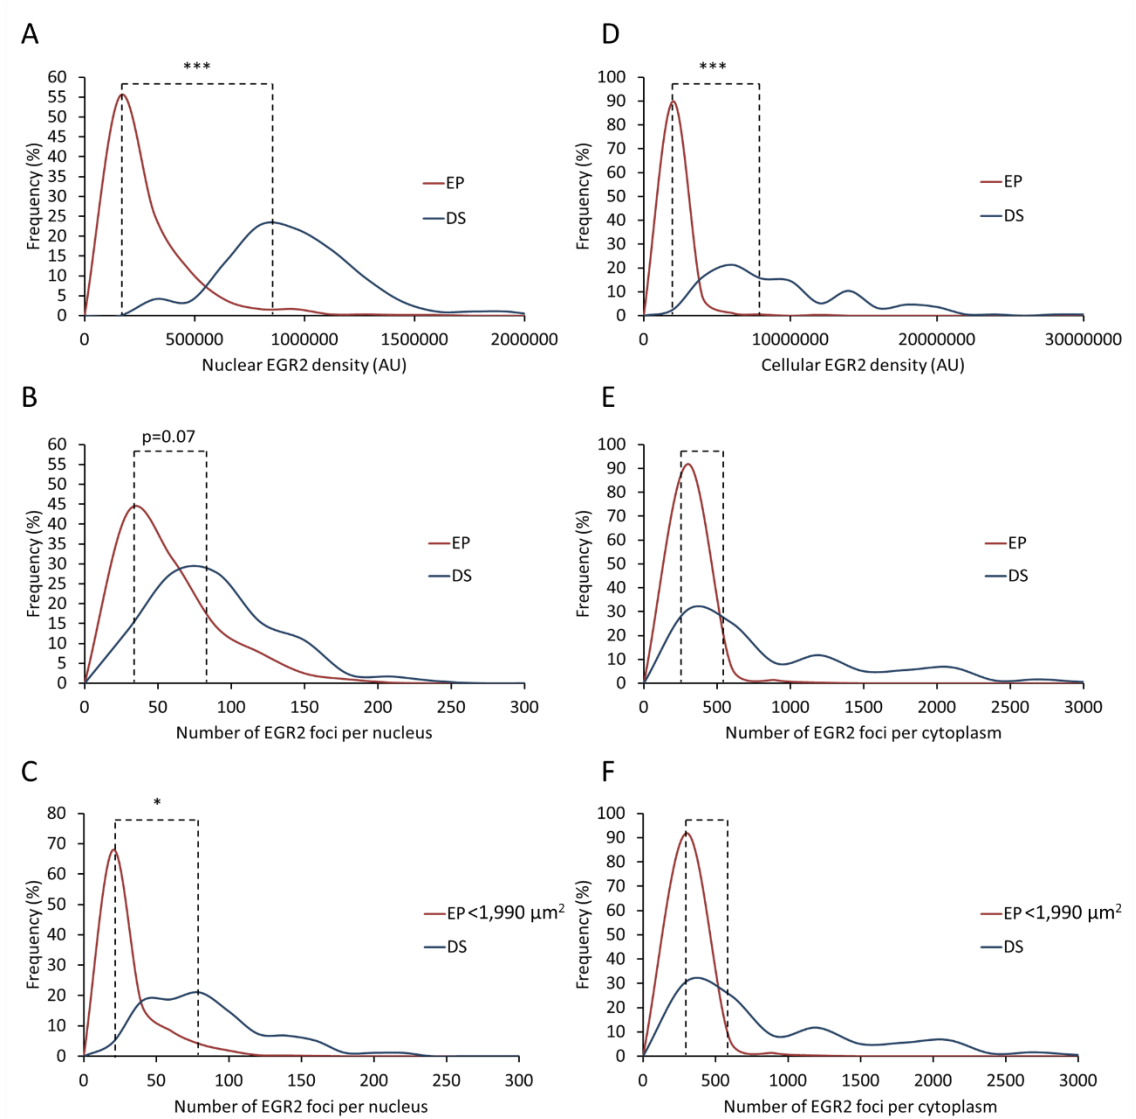 A
***
Frequency (%)
60
55
50
45
40
35
30
25
20
15
10
5
0
EP
DS
0 500000 1000000 1500000 2000000
Nuclear EGR2 density (AU)
D
***
Frequency (%)
100
90
80
70
60
50
40
30
20
10
0
EP
DS
0 10000000 20000000 30000000
Cellular EGR2 density (AU)
B
p=0.07
Frequency (%)
60
55
50
45
40
35
30
25
20
15
10
5
0
EP
DS
0 50 100 150 200 250 300
Number of EGR2 foci per nucleus
E
Frequency (%)
100
90
80
70
60
50
40
30
20
10
0
EP
DS
0 500 1000 1500 2000 2500 3000
Number of EGR2 foci per cytoplasm
C
*
Frequency (%)
80
70
60
50
40
30
20
10
0
EP <1,990 µm²
DS
0 50 100 150 200 250 300
Number of EGR2 foci per nucleus
F
Frequency (%)
100
90
80
70
60
50
40
30
20
10
0
EP <1,990 µm²
DS
0 500 1000 1500 2000 2500 3000
Number of EGR2 foci per cytoplasm